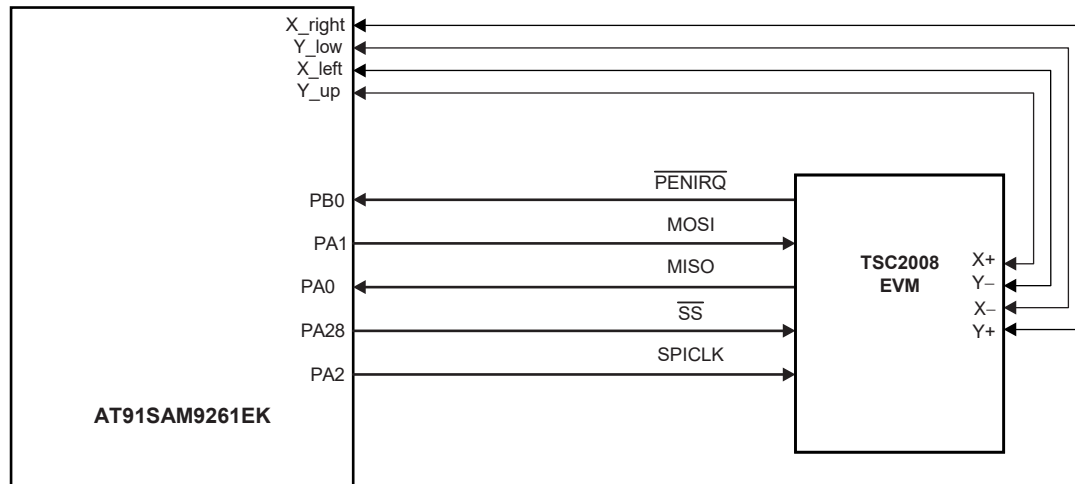 X_right
Y_low
X_left
Y_up
PENIRQ
PB0
MOSI
PA1
MISO
PA0
SS
PA28
SPICLK
PA2
AT91SAM9261EK
TSC2008
EVM
X+
Y−
X−
Y+